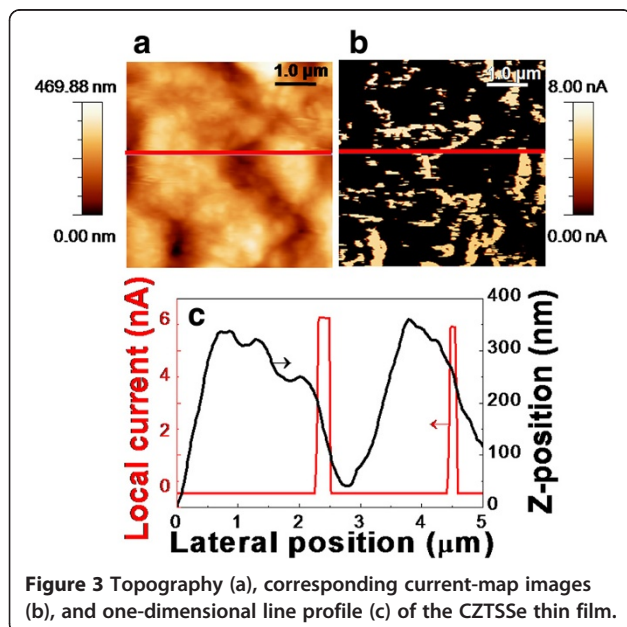 a
b
469.88 nm
1.0 μm
1.0 μm
8.00 nA
0.00 nm
0.00 nA
c
Local current (nA)
6
4
2
0
400
300
200
100
0
Z-position (nm)
0 1 2 3 4 5
Lateral position (μm)
Figure 3 Topography (a), corresponding current-map images
(b), and one-dimensional line profile (c) of the CZTSSe thin film.